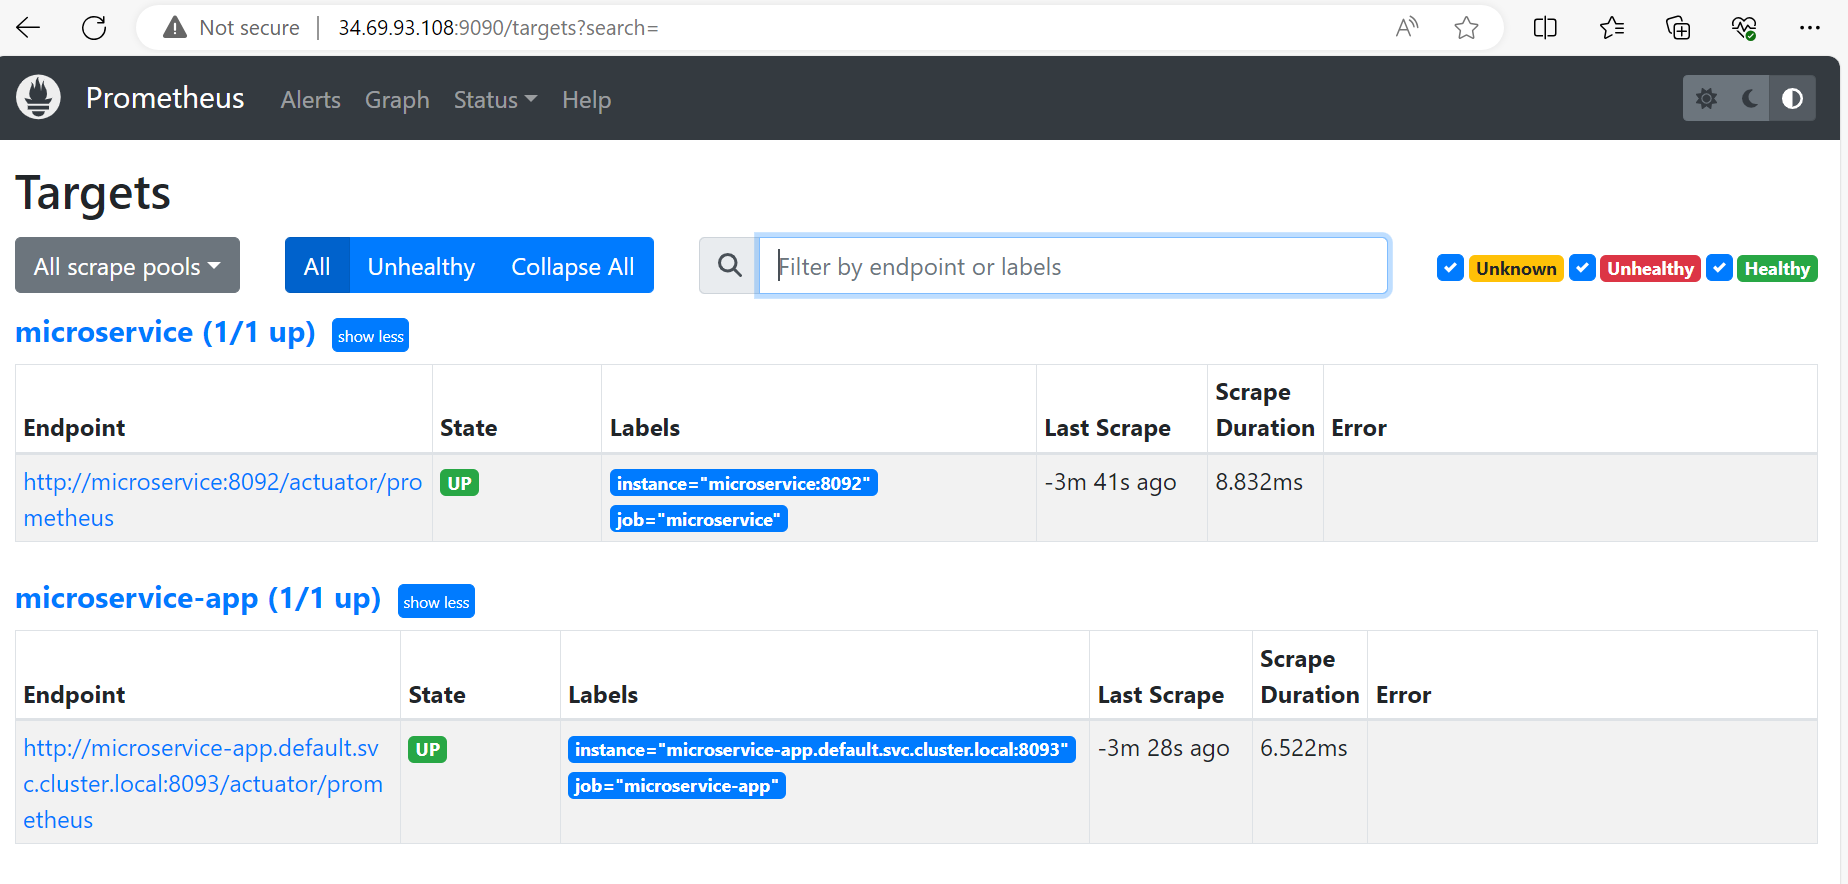 Not secure | 34.69.93.108:9090/targets?search=
Prometheus Alerts Graph Status Help
Targets
All scrape pools All Unhealthy Collapse All Filter by endpoint or labels Unknown Unhealthy Healthy
microservice (1/1 up) show less
Endpoint State Labels Last Scrape Scrape Duration Error
http://microservice:8092/actuator/pro UP instance="microservice:8092" -3m 41s ago 8.832ms
metheus job="microservice"
microservice-app (1/1 up) show less
Endpoint State Labels Last Scrape Scrape Duration Error
http://microservice-app.default.sv UP instance="microservice-app.default.svc.cluster.local:8093" -3m 28s ago 6.522ms
c.cluster.local:8093/actuator/prom job="microservice-app"
etheus